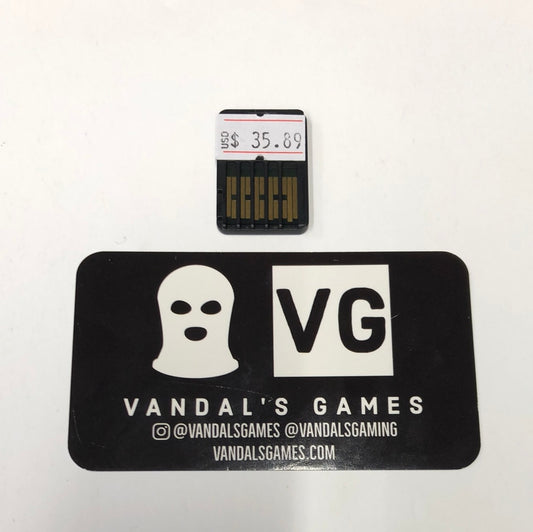 USD $ 35.89
VG
VANDAL'S GAMES
@VANDALSGAMES @VANDALSGAMING
VANDALSGAMES.COM